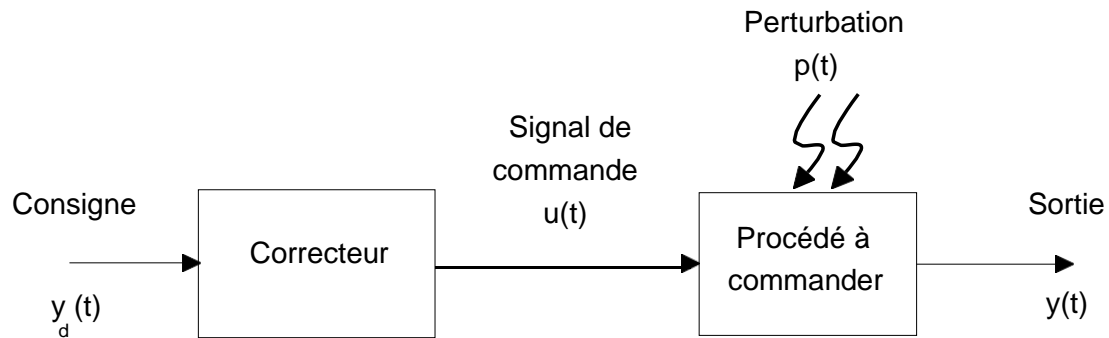 Perturbation
p(t)
Signal de
commande
u(t)
Consigne
Correcteur
Procédé à
commander
Sortie
y_d(t)
y(t)